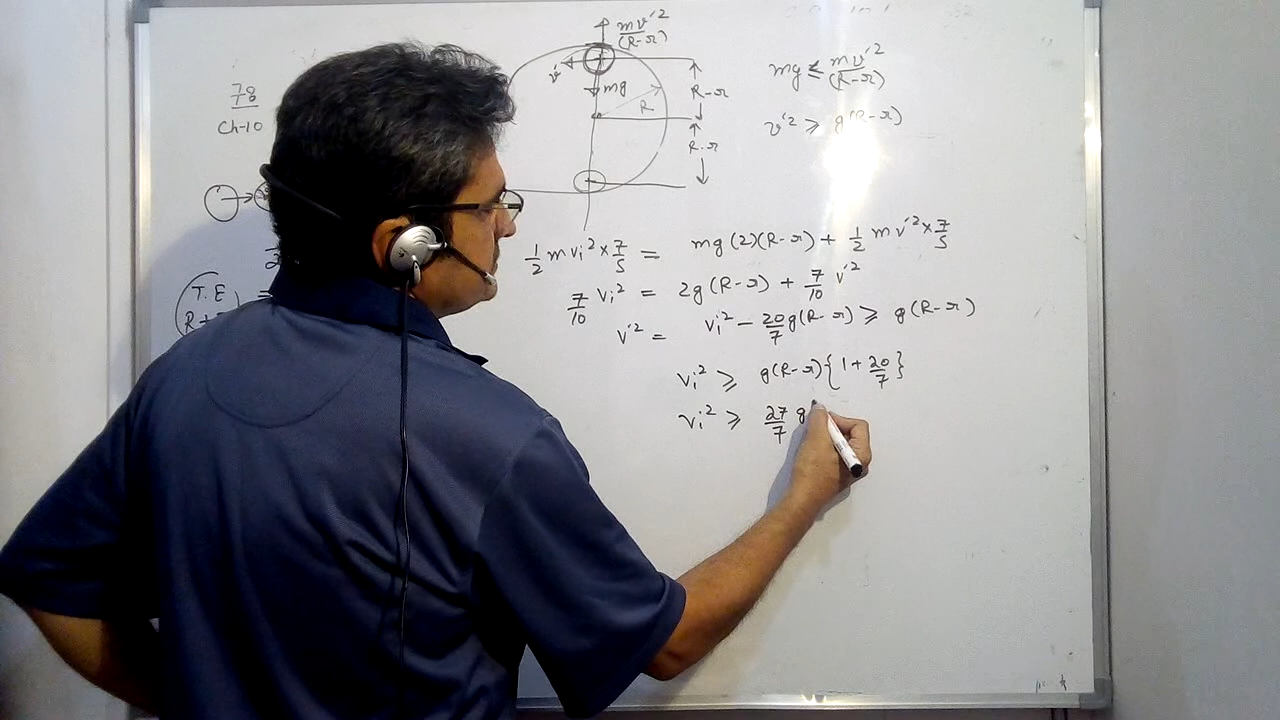 78
Ch-10
mv'²/(R-r)
v'
mg
R
R-r
R-r
mg ≤ mv'²/(R-r)
v'² ≥ g(R-r)
T.E
½ m vᵢ² × 7/5 = mg(2)(R-r) + ½ m v'² × 7/5
7/10 vᵢ² = 2g(R-r) + 7/10 v'²
v'² = vᵢ² - 20/7 g(R-r) ≥ g(R-r)
vᵢ² ≥ g(R-r){1 + 20/7}
vᵢ² ≥ 27/7 g